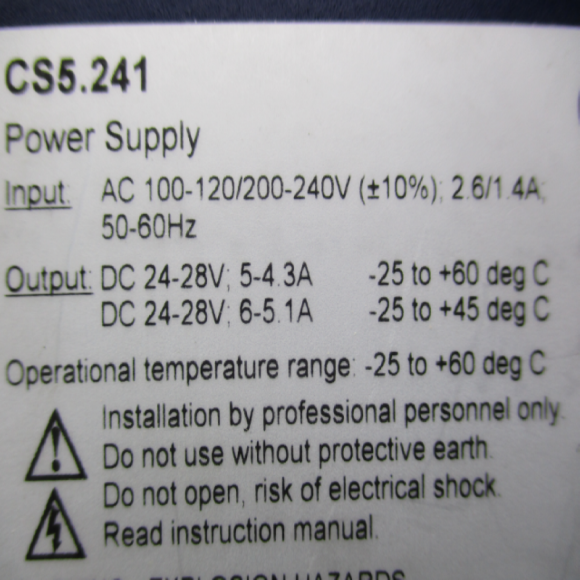 CS5.241
Power Supply
Input: AC 100-120/200-240V (±10%); 2.6/1.4A;
50-60Hz
Output: DC 24-28V; 5-4.3A -25 to +60 deg C
DC 24-28V; 6-5.1A -25 to +45 deg C
Operational temperature range: -25 to +60 deg C
Installation by professional personnel only.
Do not use without protective earth.
Do not open, risk of electrical shock.
Read instruction manual.
EXPLOSION HAZARDS